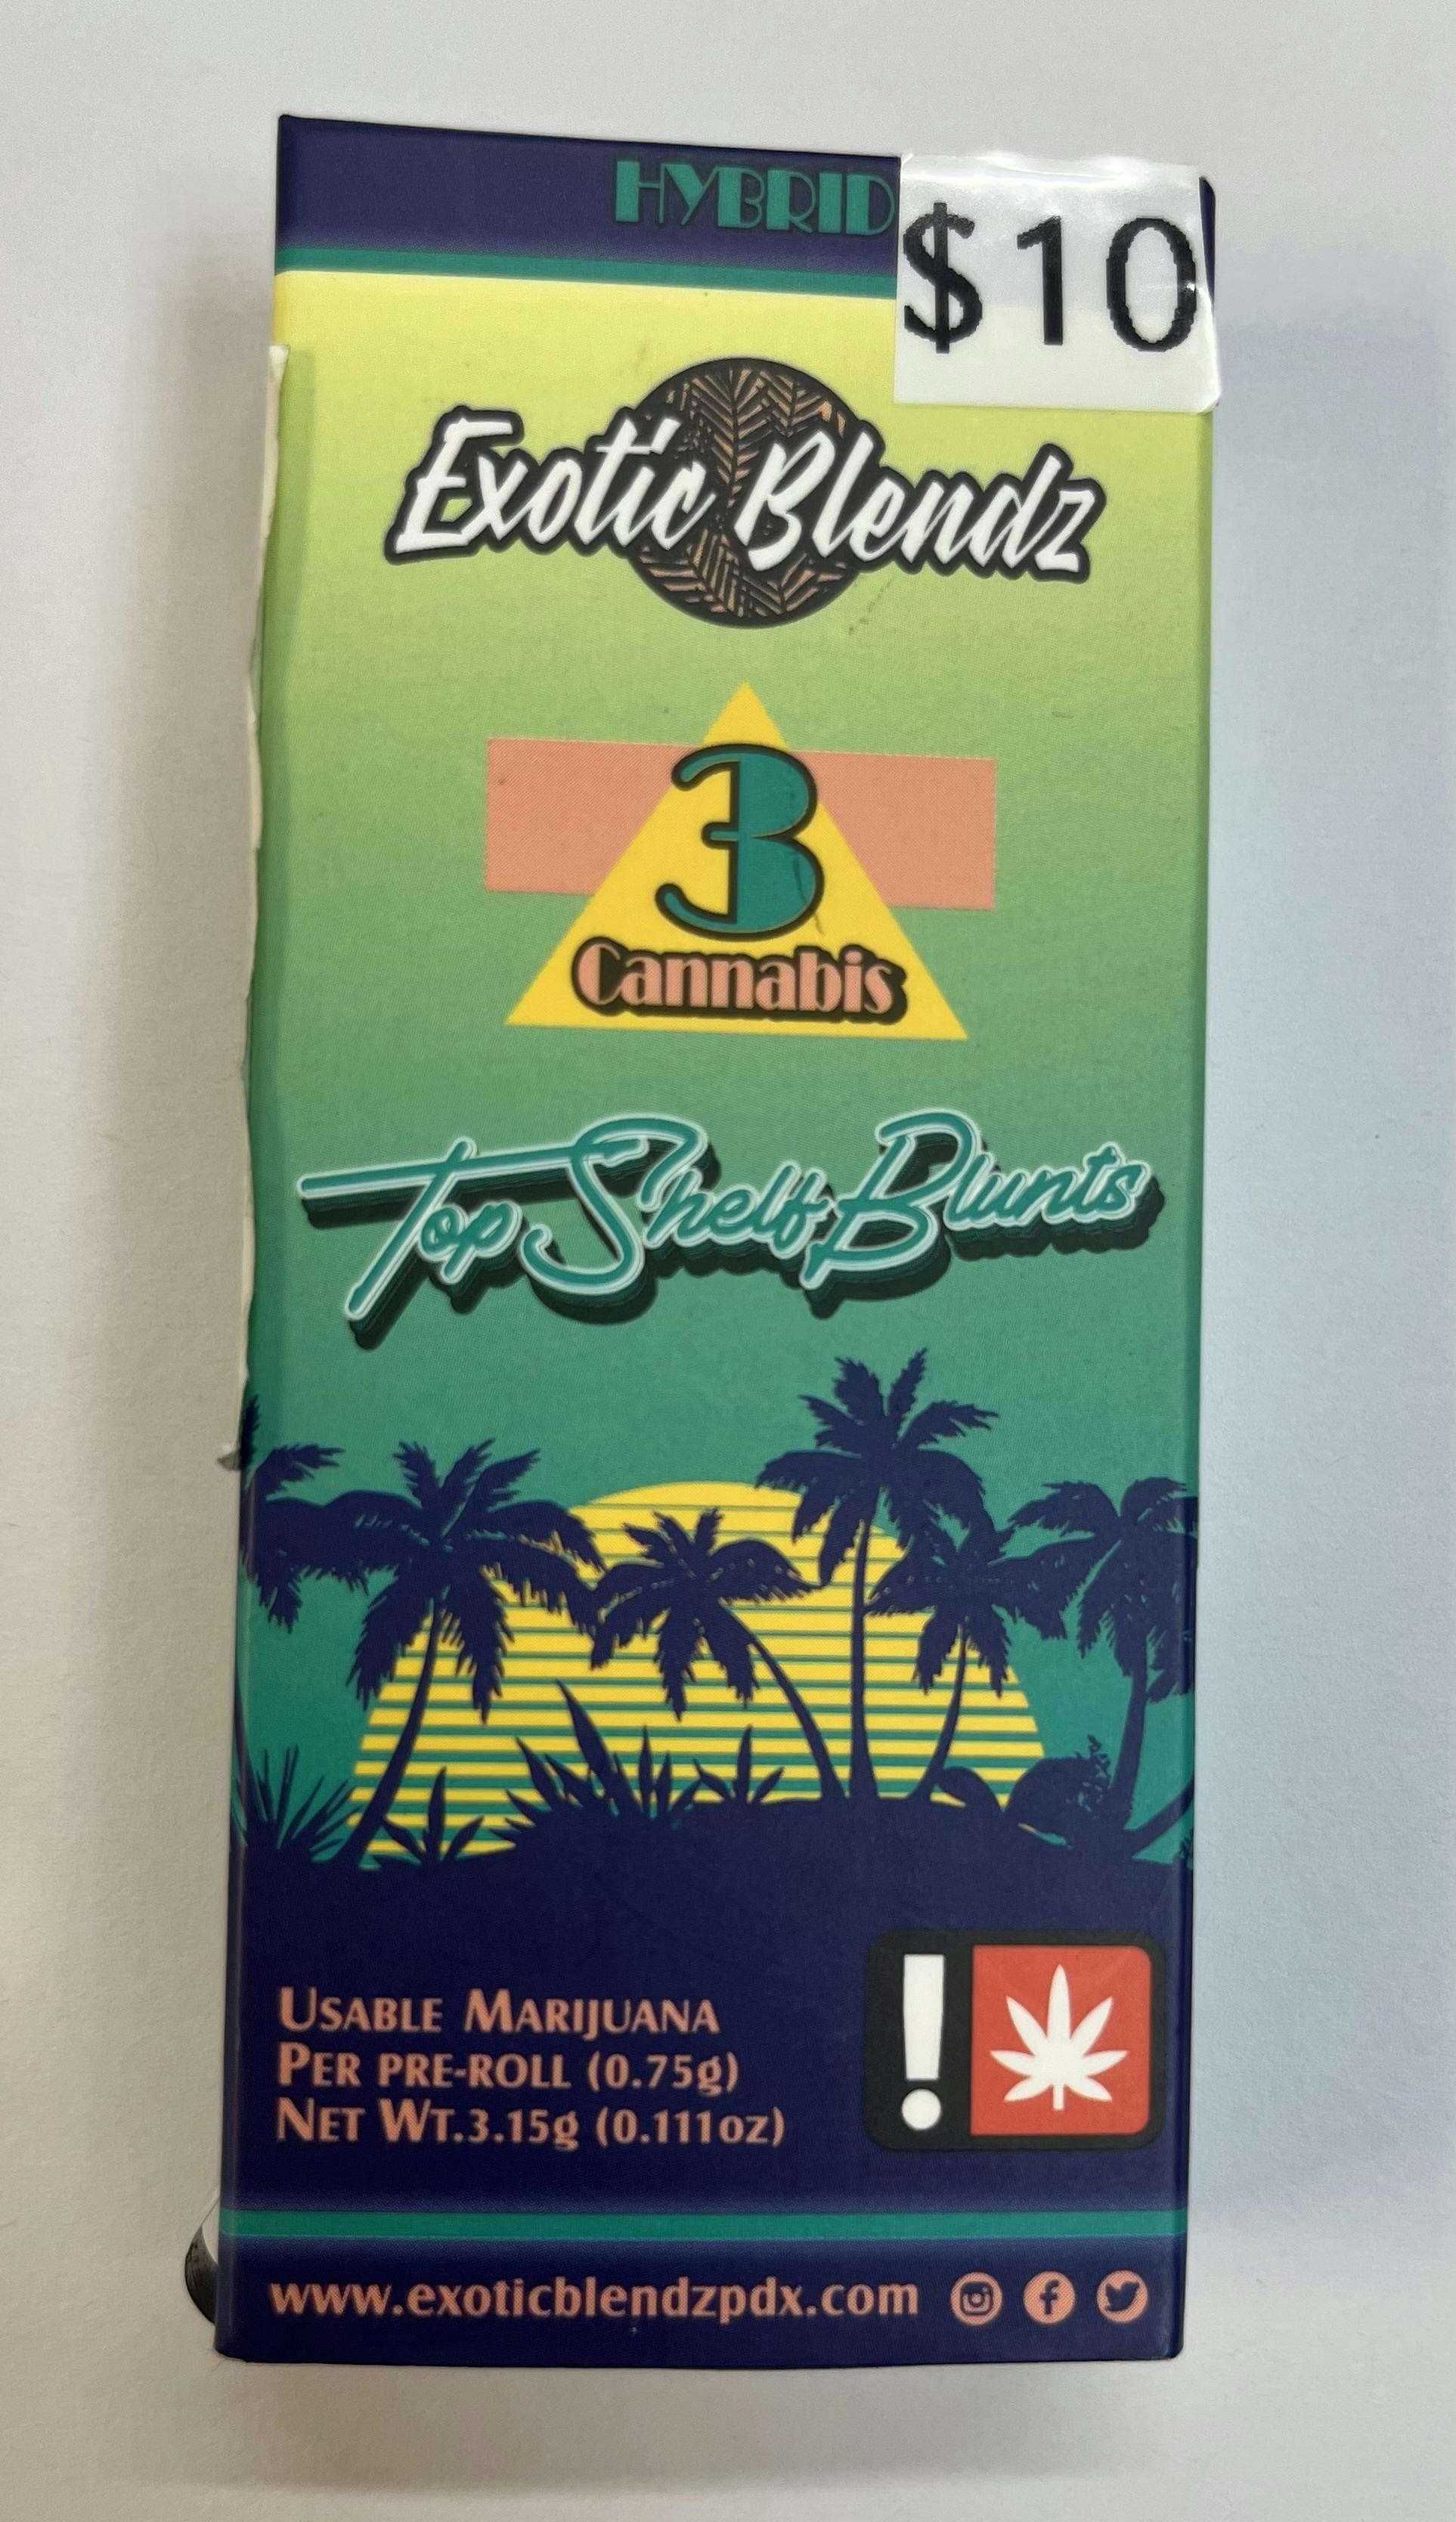 HYBRID
$10
Exotic Blendz
3
Cannabis
Top Shelf Blunts
USABLE MARIJUANA
PER PRE-ROLL (0.75g)
NET WT.3.15g (0.111oz)
!
www.exoticblendzpdx.com